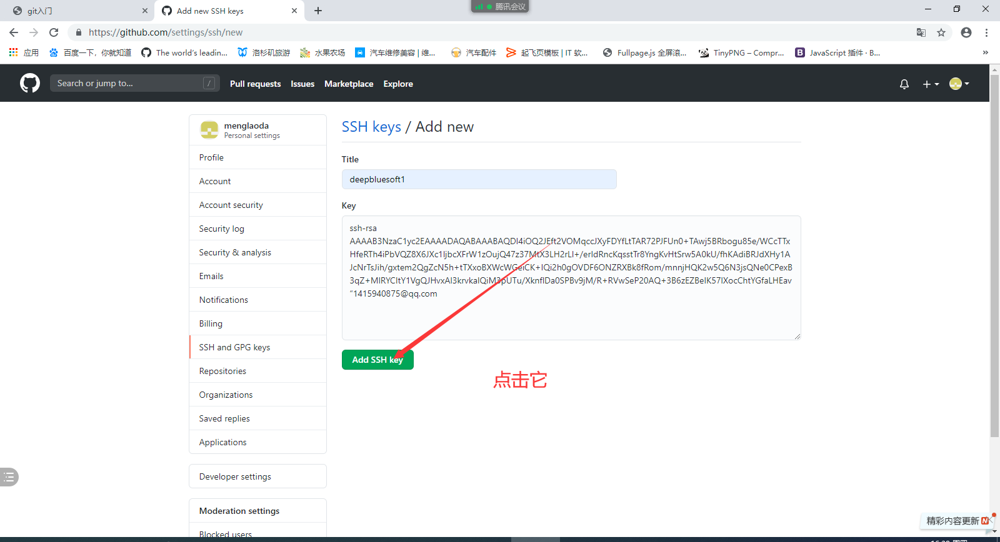 git入门
Add new SSH keys
腾讯会议
https://github.com/settings/ssh/new
应用
百度一下，你就知道
The world's leadin...
洛杉矶旅游
水果农场
汽车维修美容 | 维...
汽车配件
起飞页模板 | IT 软...
Fullpage.js 全屏滚...
TinyPNG – Compr...
JavaScript 插件 · B...
Search or jump to...
/
Pull requests
Issues
Marketplace
Explore
menglaoda
Personal settings
Profile
Account
Account security
Security log
Security & analysis
Emails
Notifications
Billing
SSH and GPG keys
Repositories
Organizations
Saved replies
Applications
Developer settings
Moderation settings
Blocked users
SSH keys / Add new
Title
deepbluesoft1
Key
ssh-rsa
AAAAB3NzaC1yc2EAAAADAQABAAABAQDI4iOQ2JEft2VOMqccJXyFDYfLtTAR72PJFUn0+TAwj5BRbogu85e/WCcTTx
HfeRTh4iPbVQZ8X6JXc1IjbcXFrW1zOujQ47z37MtX3LH2rLI+/erIdRncKqsstTr8YngKvHtSrw5A0kU/fhKAdiBRJdXHy1A
JcNrTsJih/gxtem2QgZcN5h+tTXxoBXWcWGeiCK+IQi2h0gOVDF6ONZRXBk8fRom/mnnjHQK2w5Q6N3jsQNe0CPexB
3qZ+MIRYCItY1VgQJHvxAI3krvkaIQiM3pUTu/XknfIDa0SPBv9jM/R+RVwSeP20AQ+3B6zEZBeIK57IXocChtYGfaLHEav
"1415940875@qq.com
Add SSH key
点击它
精彩内容更新